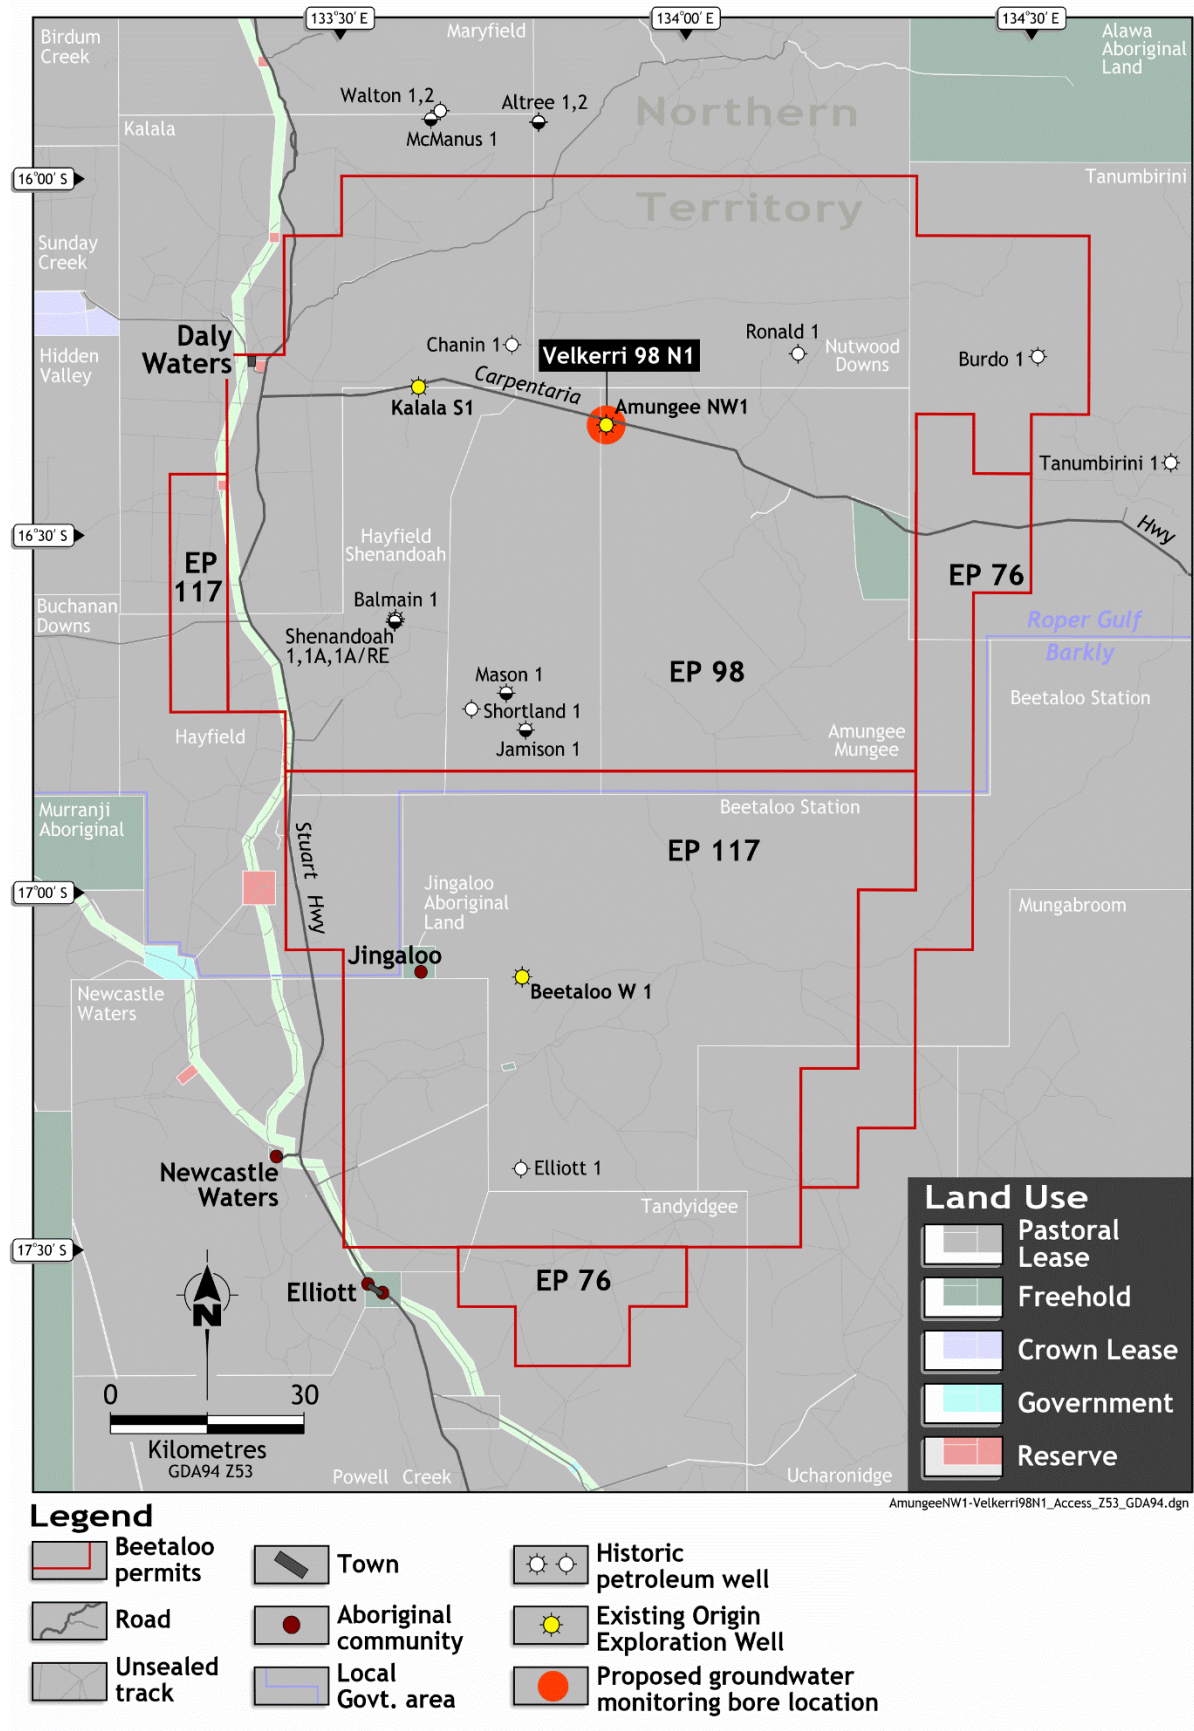 133°30' E
134°00' E
134°30' E
Birdum
Creek
Maryfield
Alawa
Aboriginal
Land
Walton 1,2
Altree 1,2
McManus 1
Northern
Territory
Kalala
16°00' S
Tanumbirini
Sunday
Creek
Daly
Waters
Hidden
Valley
Chanin 1
Velkerri 98 N1
Ronald 1
Nutwood
Downs
Burdo 1
Carpentaria
Kalala S1
Amungee NW1
Tanumbirini 1
Hwy
16°30' S
Hayfield
Shenandoah
EP
117
EP 76
Buchanan
Downs
Balmain 1
Shenandoah
1,1A,1A/RE
Roper Gulf
Barkly
Mason 1
Shortland 1
Jamison 1
EP 98
Beetaloo Station
Hayfield
Amungee
Mungee
Murranji
Aboriginal
Beetaloo Station
EP 117
Stuart Hwy
17°00' S
Jingaloo
Aboriginal
Land
Mungabroom
Jingaloo
Newcastle
Waters
Beetaloo W 1
Newcastle
Waters
Elliott 1
Tandyidgee
17°30' S
EP 76
Elliott
N
0 30
Kilometres
GDA94 Z53
Powell Creek
Ucharonidge
Land Use
Pastoral
Lease
Freehold
Crown Lease
Government
Reserve
AmungeeNW1-Velkerri98N1_Access_Z53_GDA94.dgn
Legend
Beetaloo
permits
Road
Unsealed
track
Town
Aboriginal
community
Local
Govt. area
Historic
petroleum well
Existing Origin
Exploration Well
Proposed groundwater
monitoring bore location